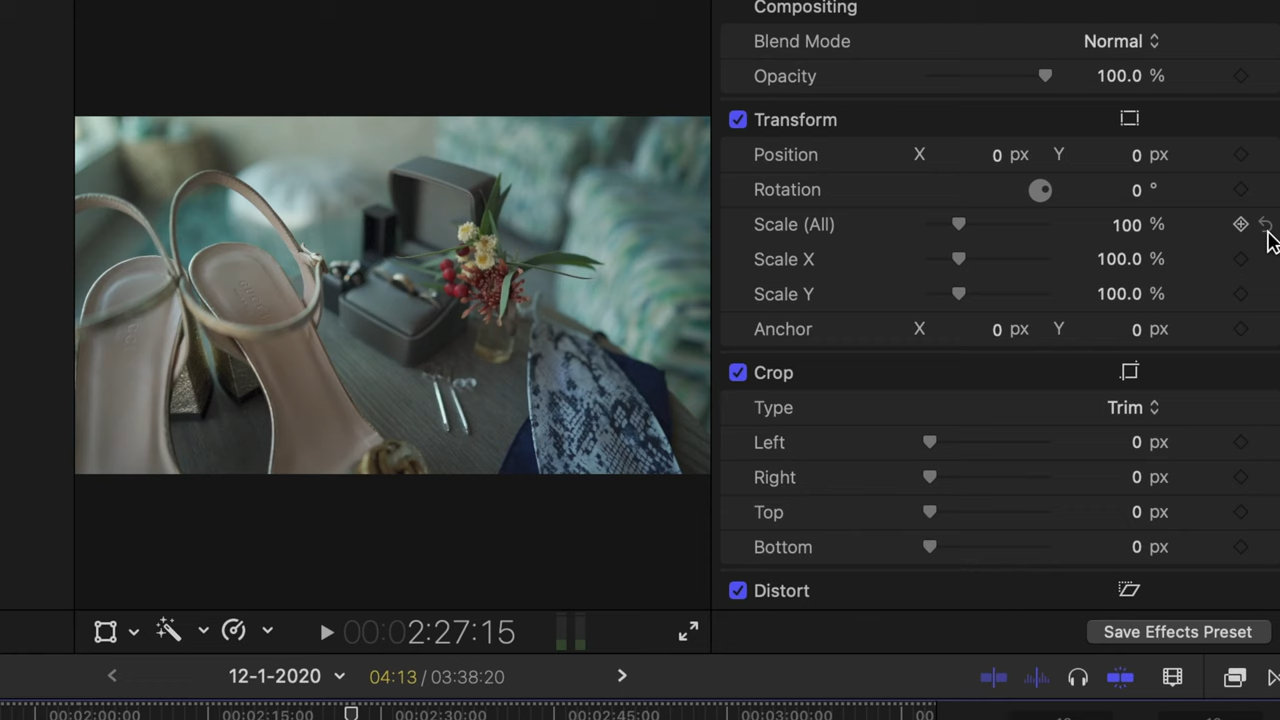 Compositing
Blend Mode Normal
Opacity 100.0 %
Transform
Position X 0 px Y 0 px
Rotation 0 °
Scale (All) 100 %
Scale X 100.0 %
Scale Y 100.0 %
Anchor X 0 px Y 0 px
Crop
Type Trim
Left 0 px
Right 0 px
Top 0 px
Bottom 0 px
Distort
00:02:27:15
Save Effects Preset
12-1-2020 04:13 / 03:38:20
00:02:00:00 00:02:15:00 00:02:30:00 00:02:45:00 00:03:00:00 00